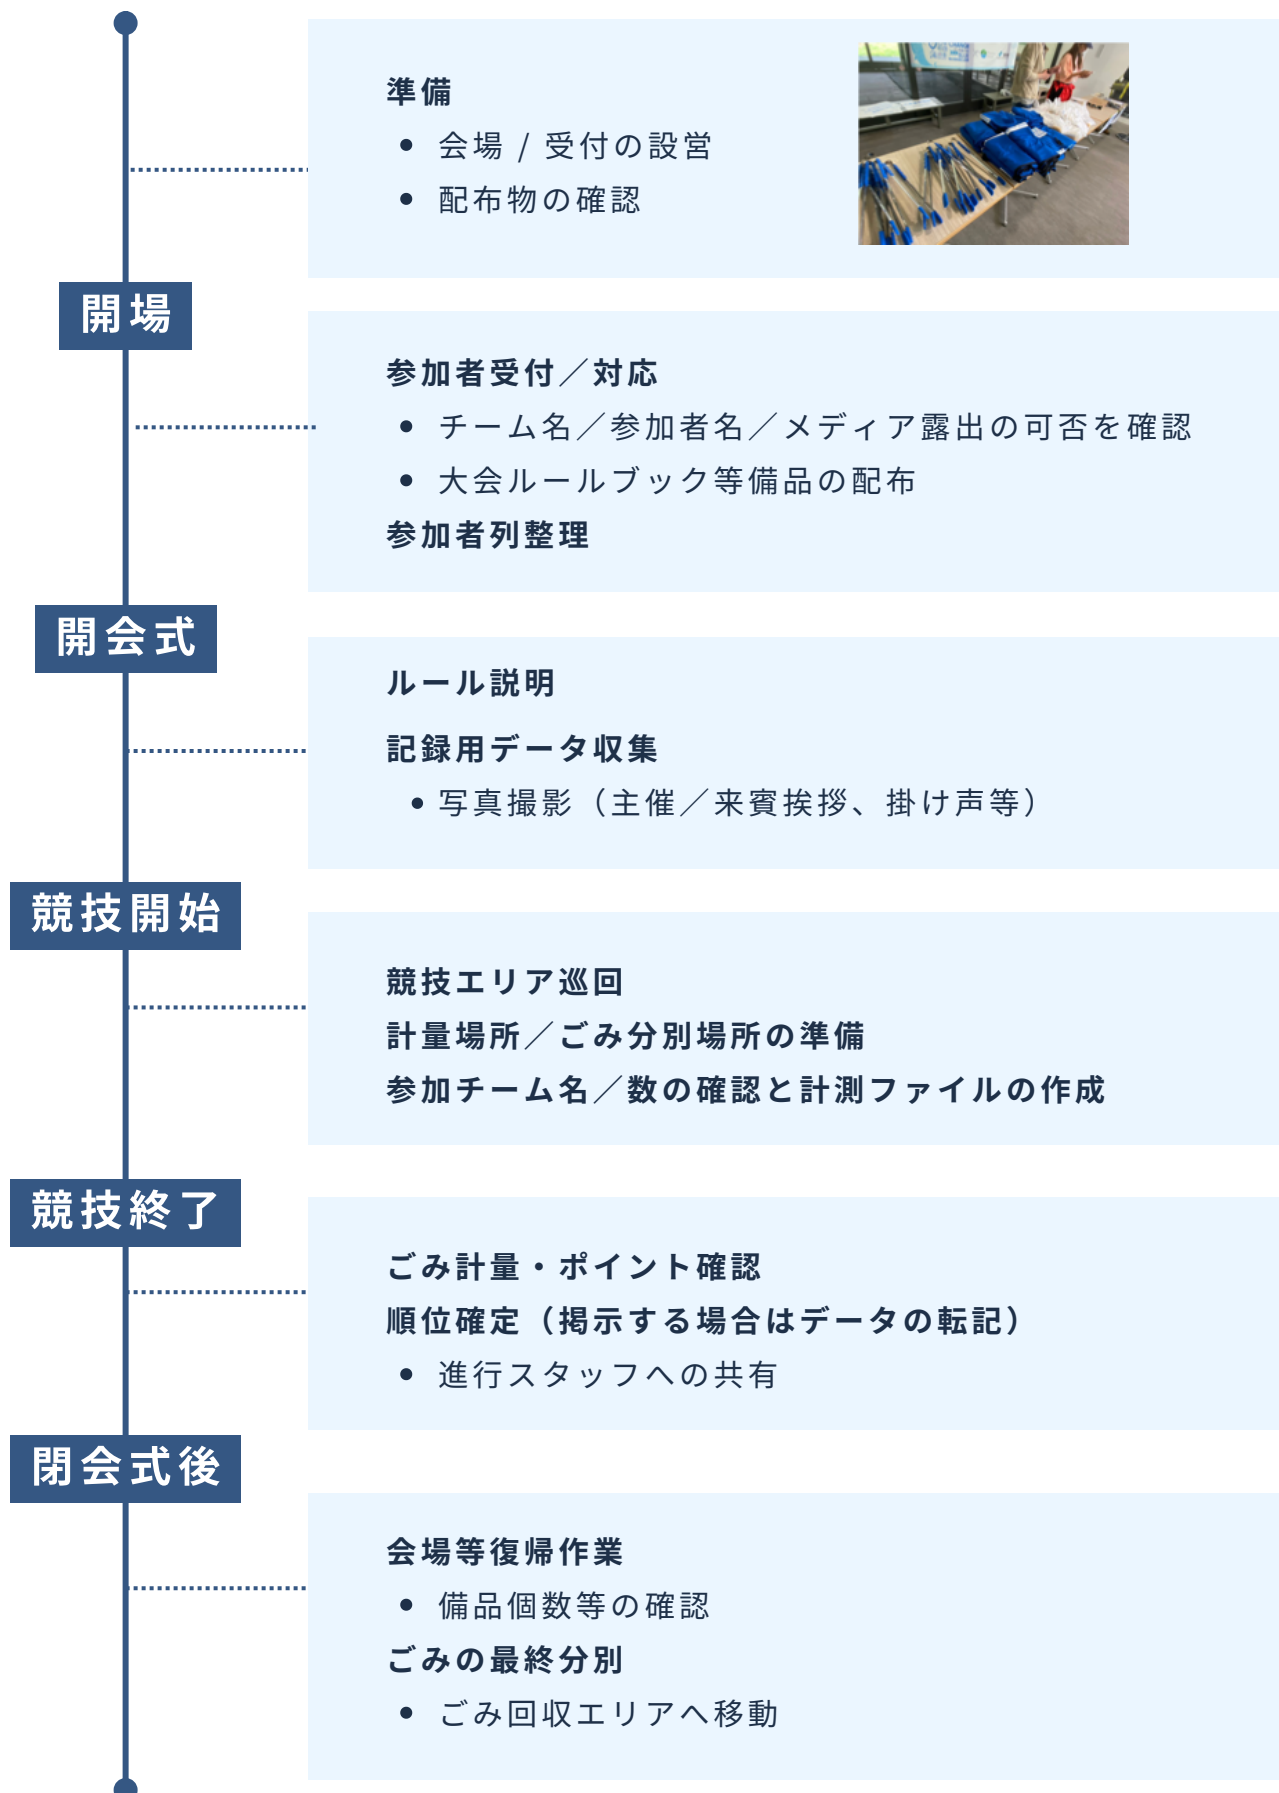 準備
• 会場 / 受付の設営
• 配布物の確認
開場
参加者受付／対応
• チーム名／参加者名／メディア露出の可否を確認
• 大会ルールブック等備品の配布
参加者列整理
開会式
ルール説明
記録用データ収集
• 写真撮影（主催／来賓挨拶、掛け声等）
競技開始
競技エリア巡回
計量場所／ごみ分別場所の準備
参加チーム名／数の確認と計測ファイルの作成
競技終了
ごみ計量・ポイント確認
順位確定（掲示する場合はデータの転記）
• 進行スタッフへの共有
閉会式後
会場等復帰作業
• 備品個数等の確認
ごみの最終分別
• ごみ回収エリアへ移動